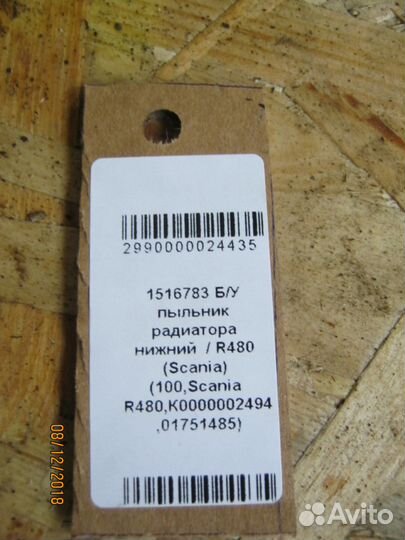 2990000024435
1516783 Б/У
пыльник
радиатора
нижний / R480
(Scania)
(100,Scania
R480,K0000002494
,01751485)
08/12/2018
Avito